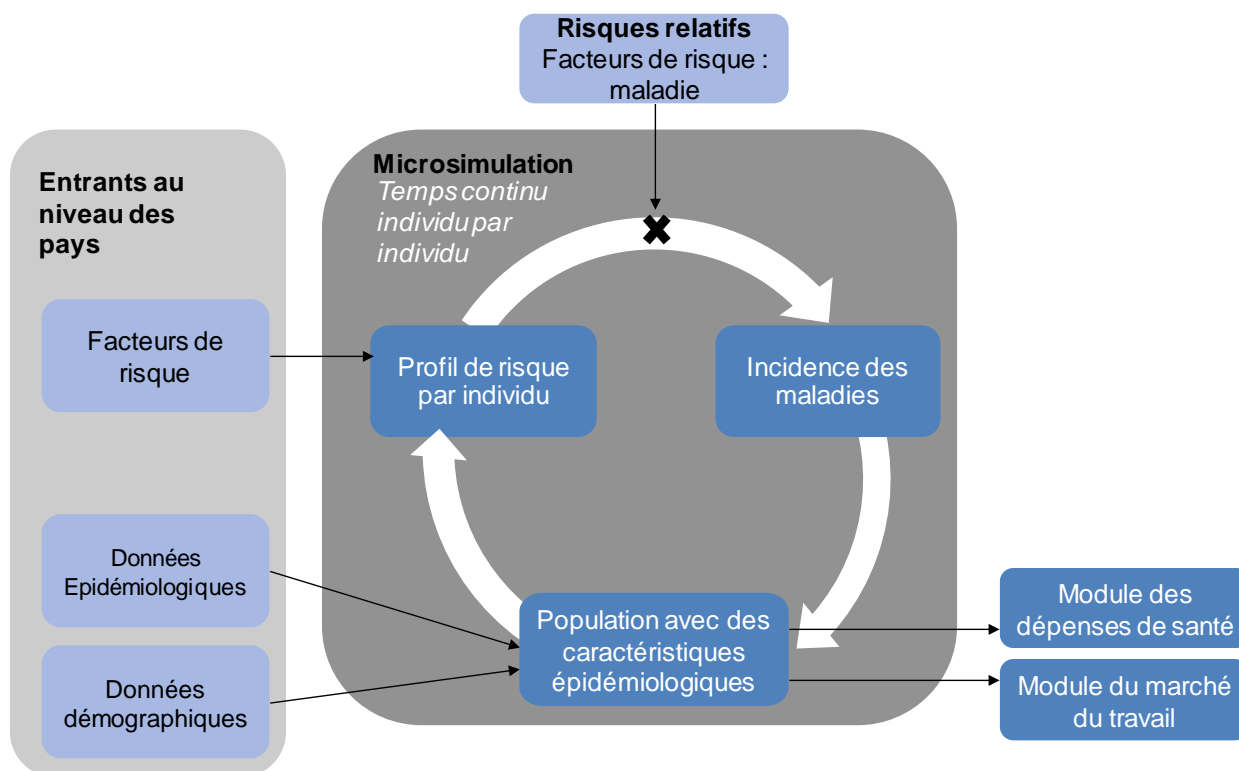 Risques relatifs
Facteurs de risque :
maladie
Entrants au
niveau des
pays
Microsimulation
Temps continu
individu par
individu
Facteurs de
risque
Profil de risque
par individu
Incidence des
maladies
Données
Epidémiologiques
Données
démographiques
Population avec des
caractéristiques
épidémiologiques
Module des
dépenses de santé
Module du marché
du travail